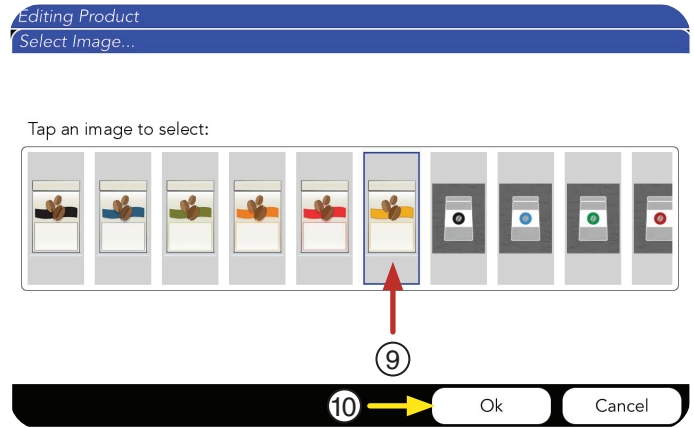 Editing Product
Select Image...
Tap an image to select:
9
10
Ok
Cancel